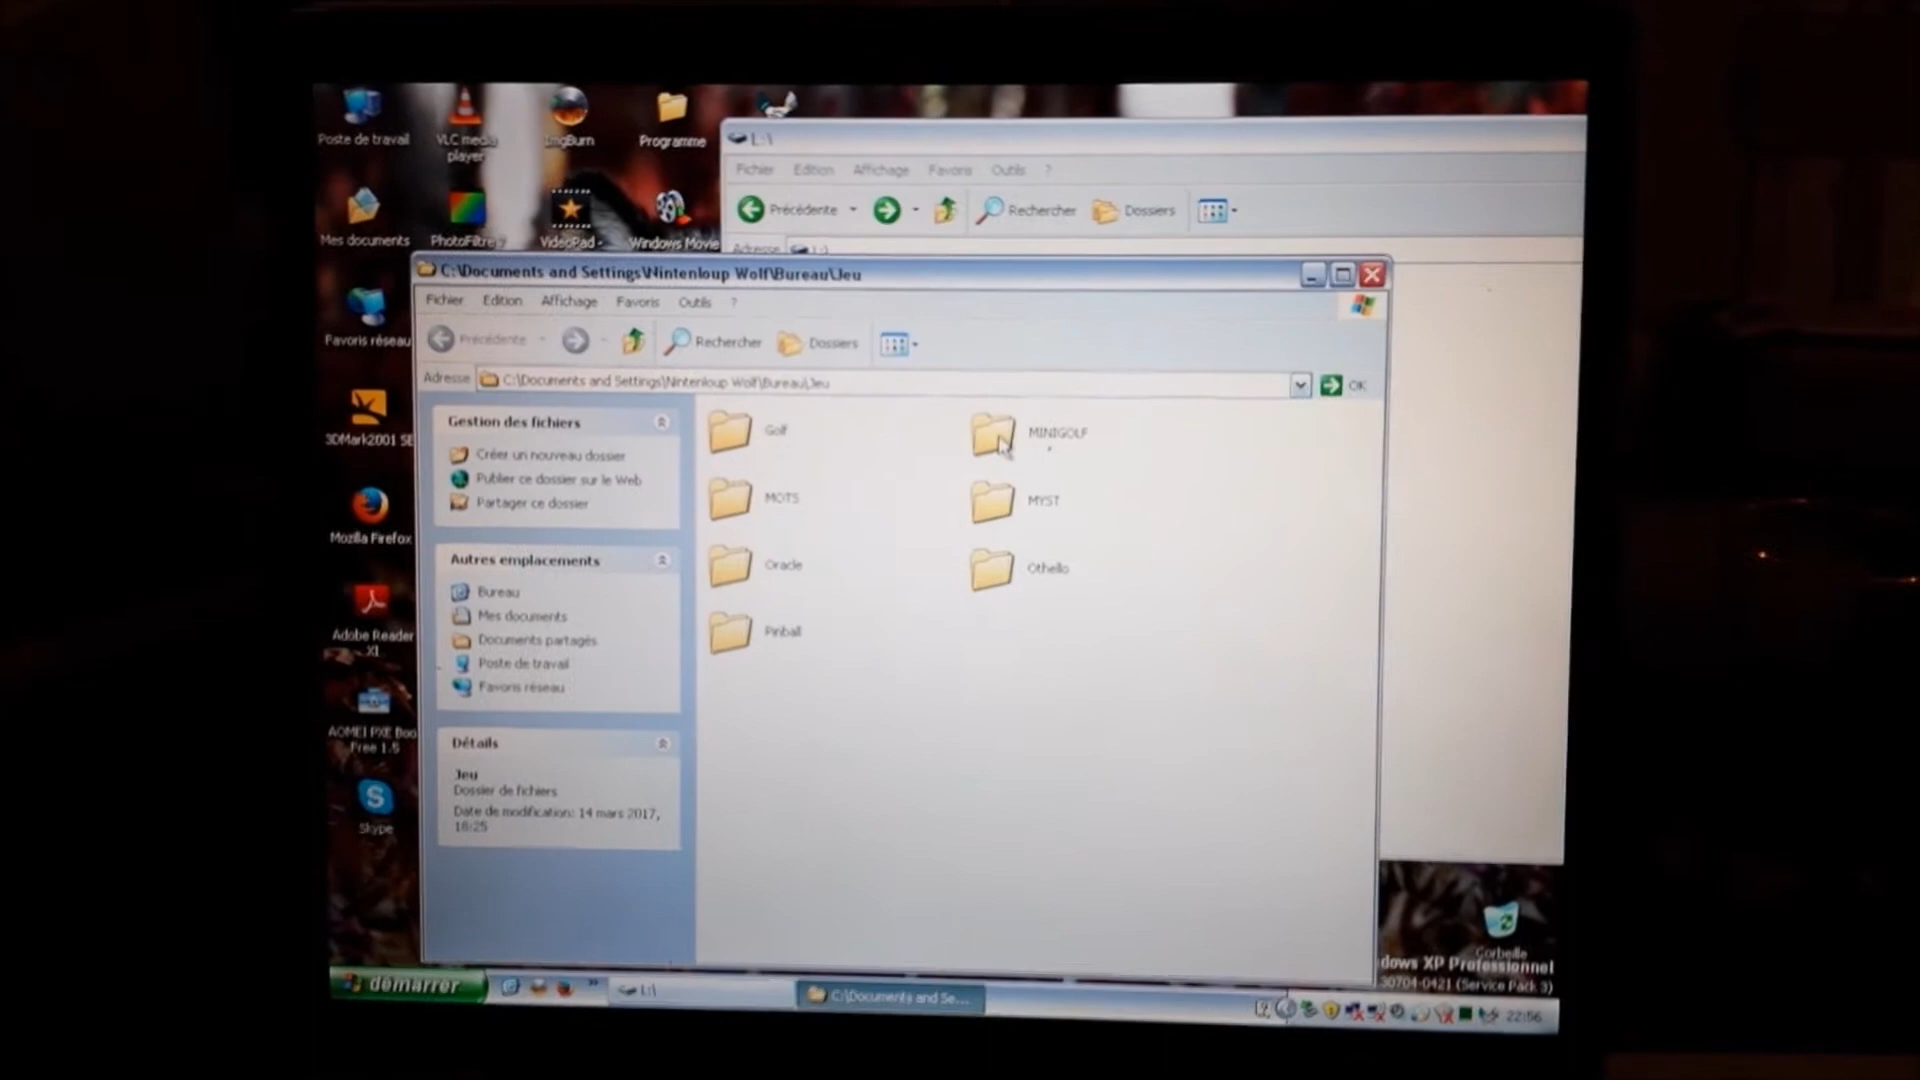 Poste de travail
VLC media
player
ImgBurn
Programme
L:\
Fichier Edition Affichage Favoris Outils ?
Précédente
Rechercher
Dossiers
Adresse L:\
Mes documents
PhotoFiltre 7
VideoPad -
Windows Movie
C:\Documents and Settings\Nintenloup Wolf\Bureau\Jeu
Fichier Edition Affichage Favoris Outils ?
Précédente
Rechercher
Dossiers
Adresse C:\Documents and Settings\Nintenloup Wolf\Bureau\Jeu
OK
Favoris réseau
3DMark2001 SE
Mozilla Firefox
Adobe Reader
XI
AOMEI PXE Boo
Free 1.5
Skype
Gestion des fichiers
Créer un nouveau dossier
Publier ce dossier sur le Web
Partager ce dossier
Autres emplacements
Bureau
Mes documents
Documents partagés
Poste de travail
Favoris réseau
Détails
Jeu
Dossier de fichiers
Date de modification: 14 mars 2017,
18:25
Golf
MINIGOLF
MOTS
MYST
Oracle
Othello
Pinball
Corbeille
dows XP Professionnel
30704-0421 (Service Pack 3)
démarrer
L:\
C:\Documents and Se...
22:56